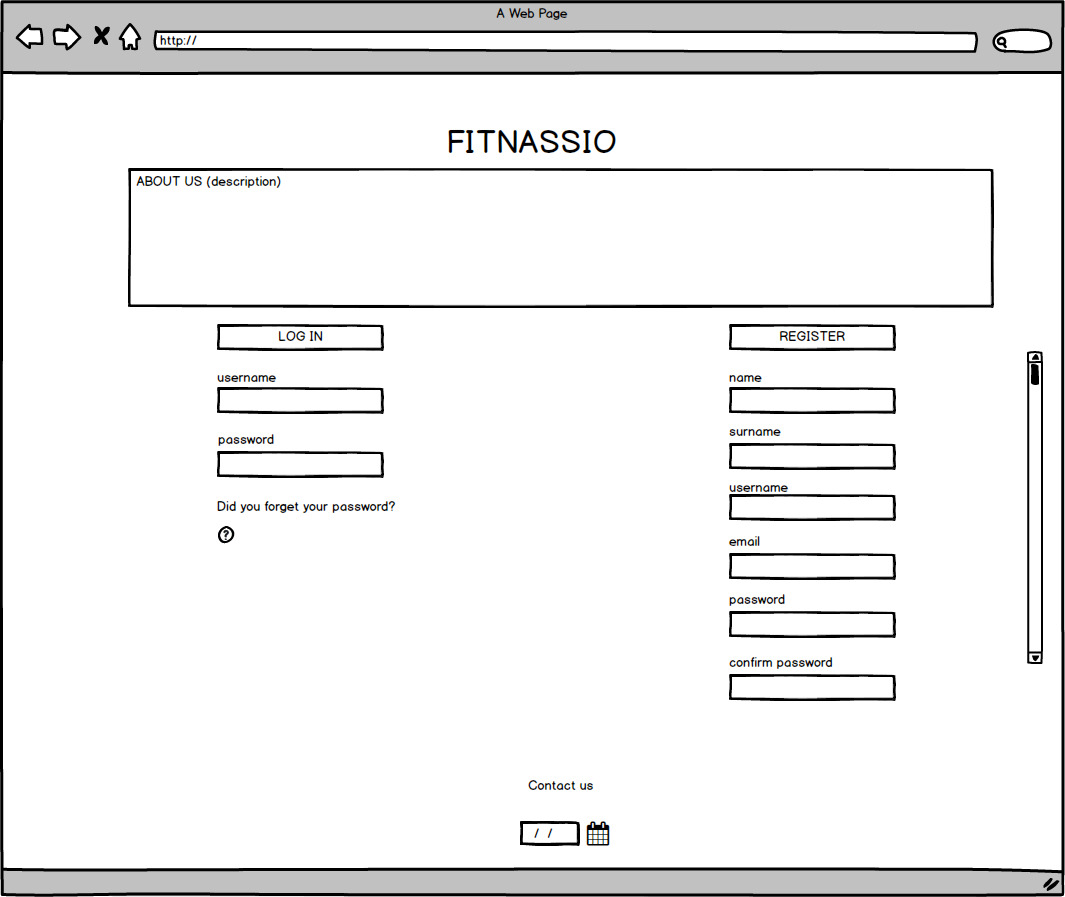 A Web Page
http://
FITNASSIO
ABOUT US (description)
LOG IN
username
password
Did you forget your password?
?
REGISTER
name
surname
username
email
password
confirm password
Contact us
/ /